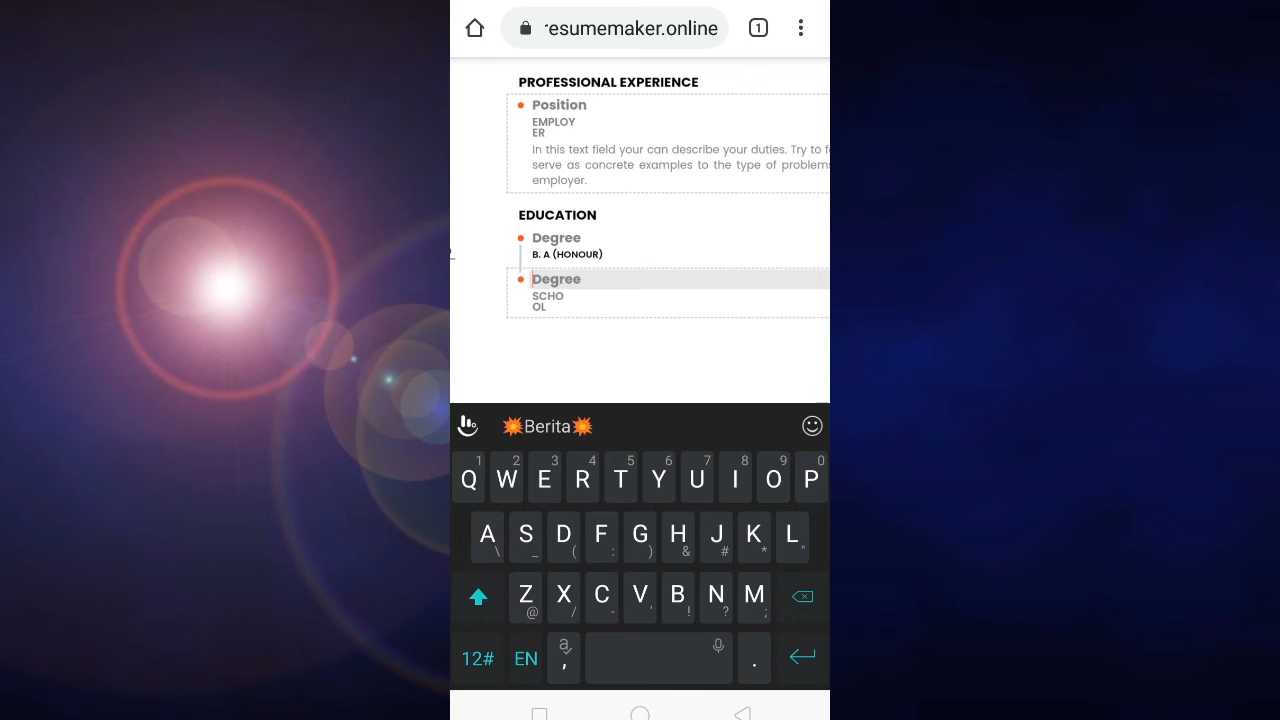 resumemaker.online
1
PROFESSIONAL EXPERIENCE
Position
EMPLOY
ER
In this text field your can describe your duties. Try to f
serve as concrete examples to the type of problems
employer.
EDUCATION
Degree
B. A (HONOUR)
Degree
SCHO
OL
💥Berita💥
1 2 3 4 5 6 7 8 9 0
Q W E R T Y U I O P
A S D F G H J K L
\ _ ( : ) & # * "
Z X C V B N M
@ / - ' ! ? ;
12# EN a , .